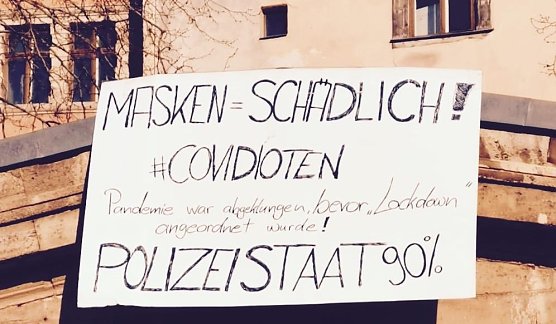 MASKEN = SCHÄDLICH !
#COVIDIOTEN
Pandemie war abgeklungen, bevor „Lockdown“
angeordnet wurde!
POLIZEISTAAT 90%